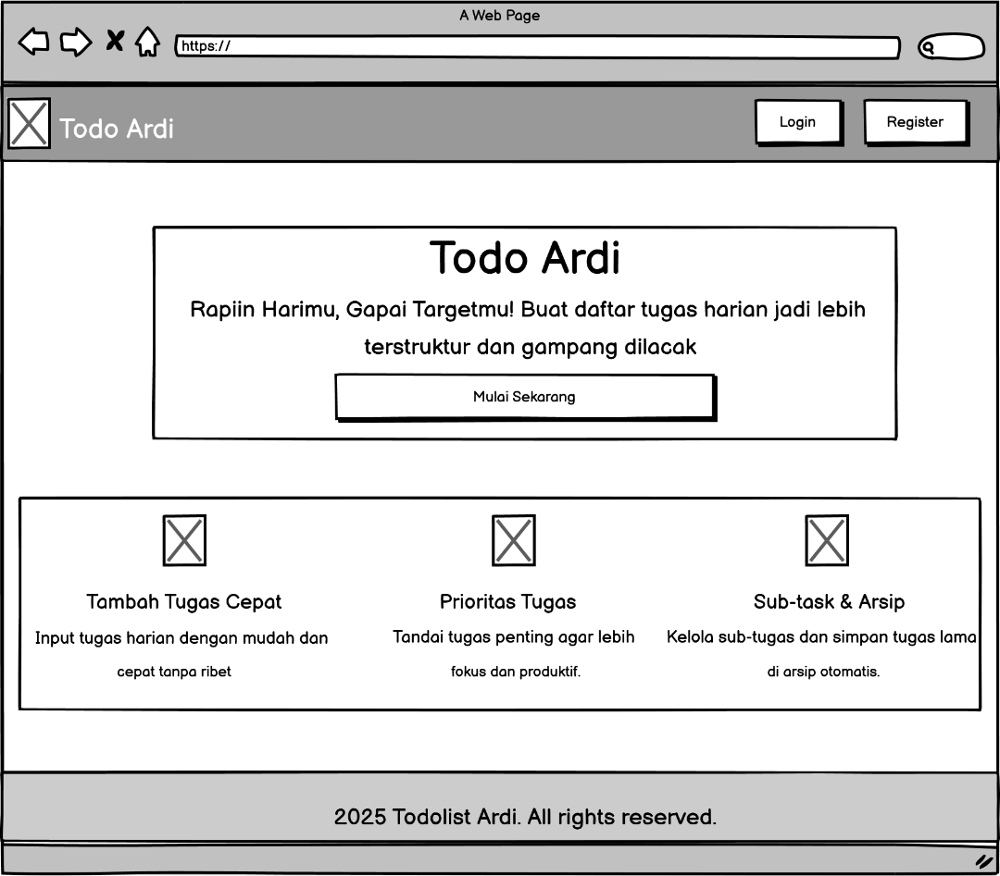 A Web Page
https://
Todo Ardi
Login
Register
Todo Ardi
Rapiin Harimu, Gapai Targetmu! Buat daftar tugas harian jadi lebih
terstruktur dan gampang dilacak
Mulai Sekarang
Tambah Tugas Cepat
Input tugas harian dengan mudah dan
cepat tanpa ribet
Prioritas Tugas
Tandai tugas penting agar lebih
fokus dan produktif.
Sub-task & Arsip
Kelola sub-tugas dan simpan tugas lama
di arsip otomatis.
2025 Todolist Ardi. All rights reserved.